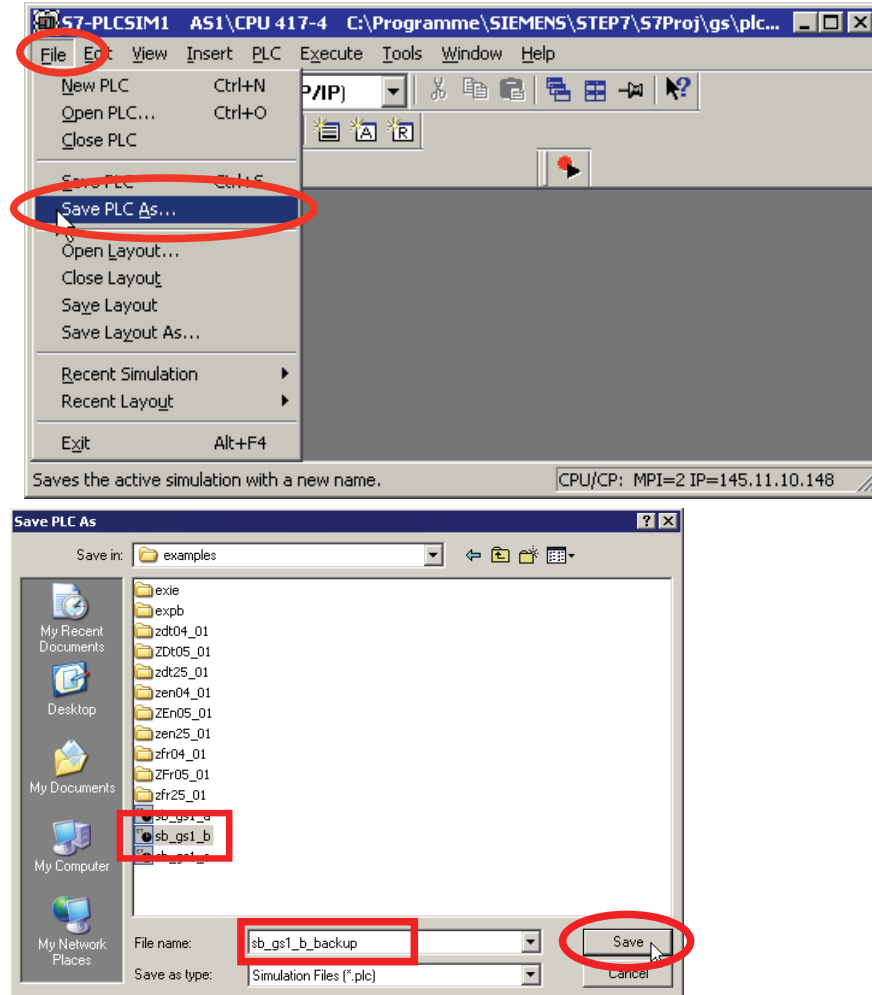 S7-PLCSIM1 AS1\CPU 417-4 C:\Programme\SIEMENS\STEP7\S7Proj\gs\plc...
File Edit View Insert PLC Execute Tools Window Help
New PLC Ctrl+N
P/IP)
Open PLC... Ctrl+O
Close PLC
Save PLC Ctrl+S
Save PLC As...
Open Layout...
Close Layout
Save Layout
Save Layout As...
Recent Simulation
Recent Layout
Exit Alt+F4
Saves the active simulation with a new name. CPU/CP: MPI=2 IP=145.11.10.148
Save PLC As
Save in: examples
My Recent
Documents
Desktop
My Documents
My Computer
My Network
Places
exie
expb
zdt04_01
ZDt05_01
zdt25_01
zen04_01
ZEn05_01
zen25_01
zfr04_01
ZFr05_01
zfr25_01
sb_gs1_a
sb_gs1_b
File name: sb_gs1_b_backup Save
Save as type: Simulation Files (*.plc) Cancel